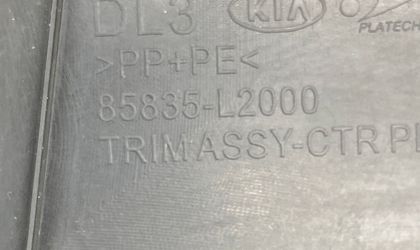 DL3 KIA PLATECH
>PP+PE<
85835-L2000
TRIM ASSY-CTR